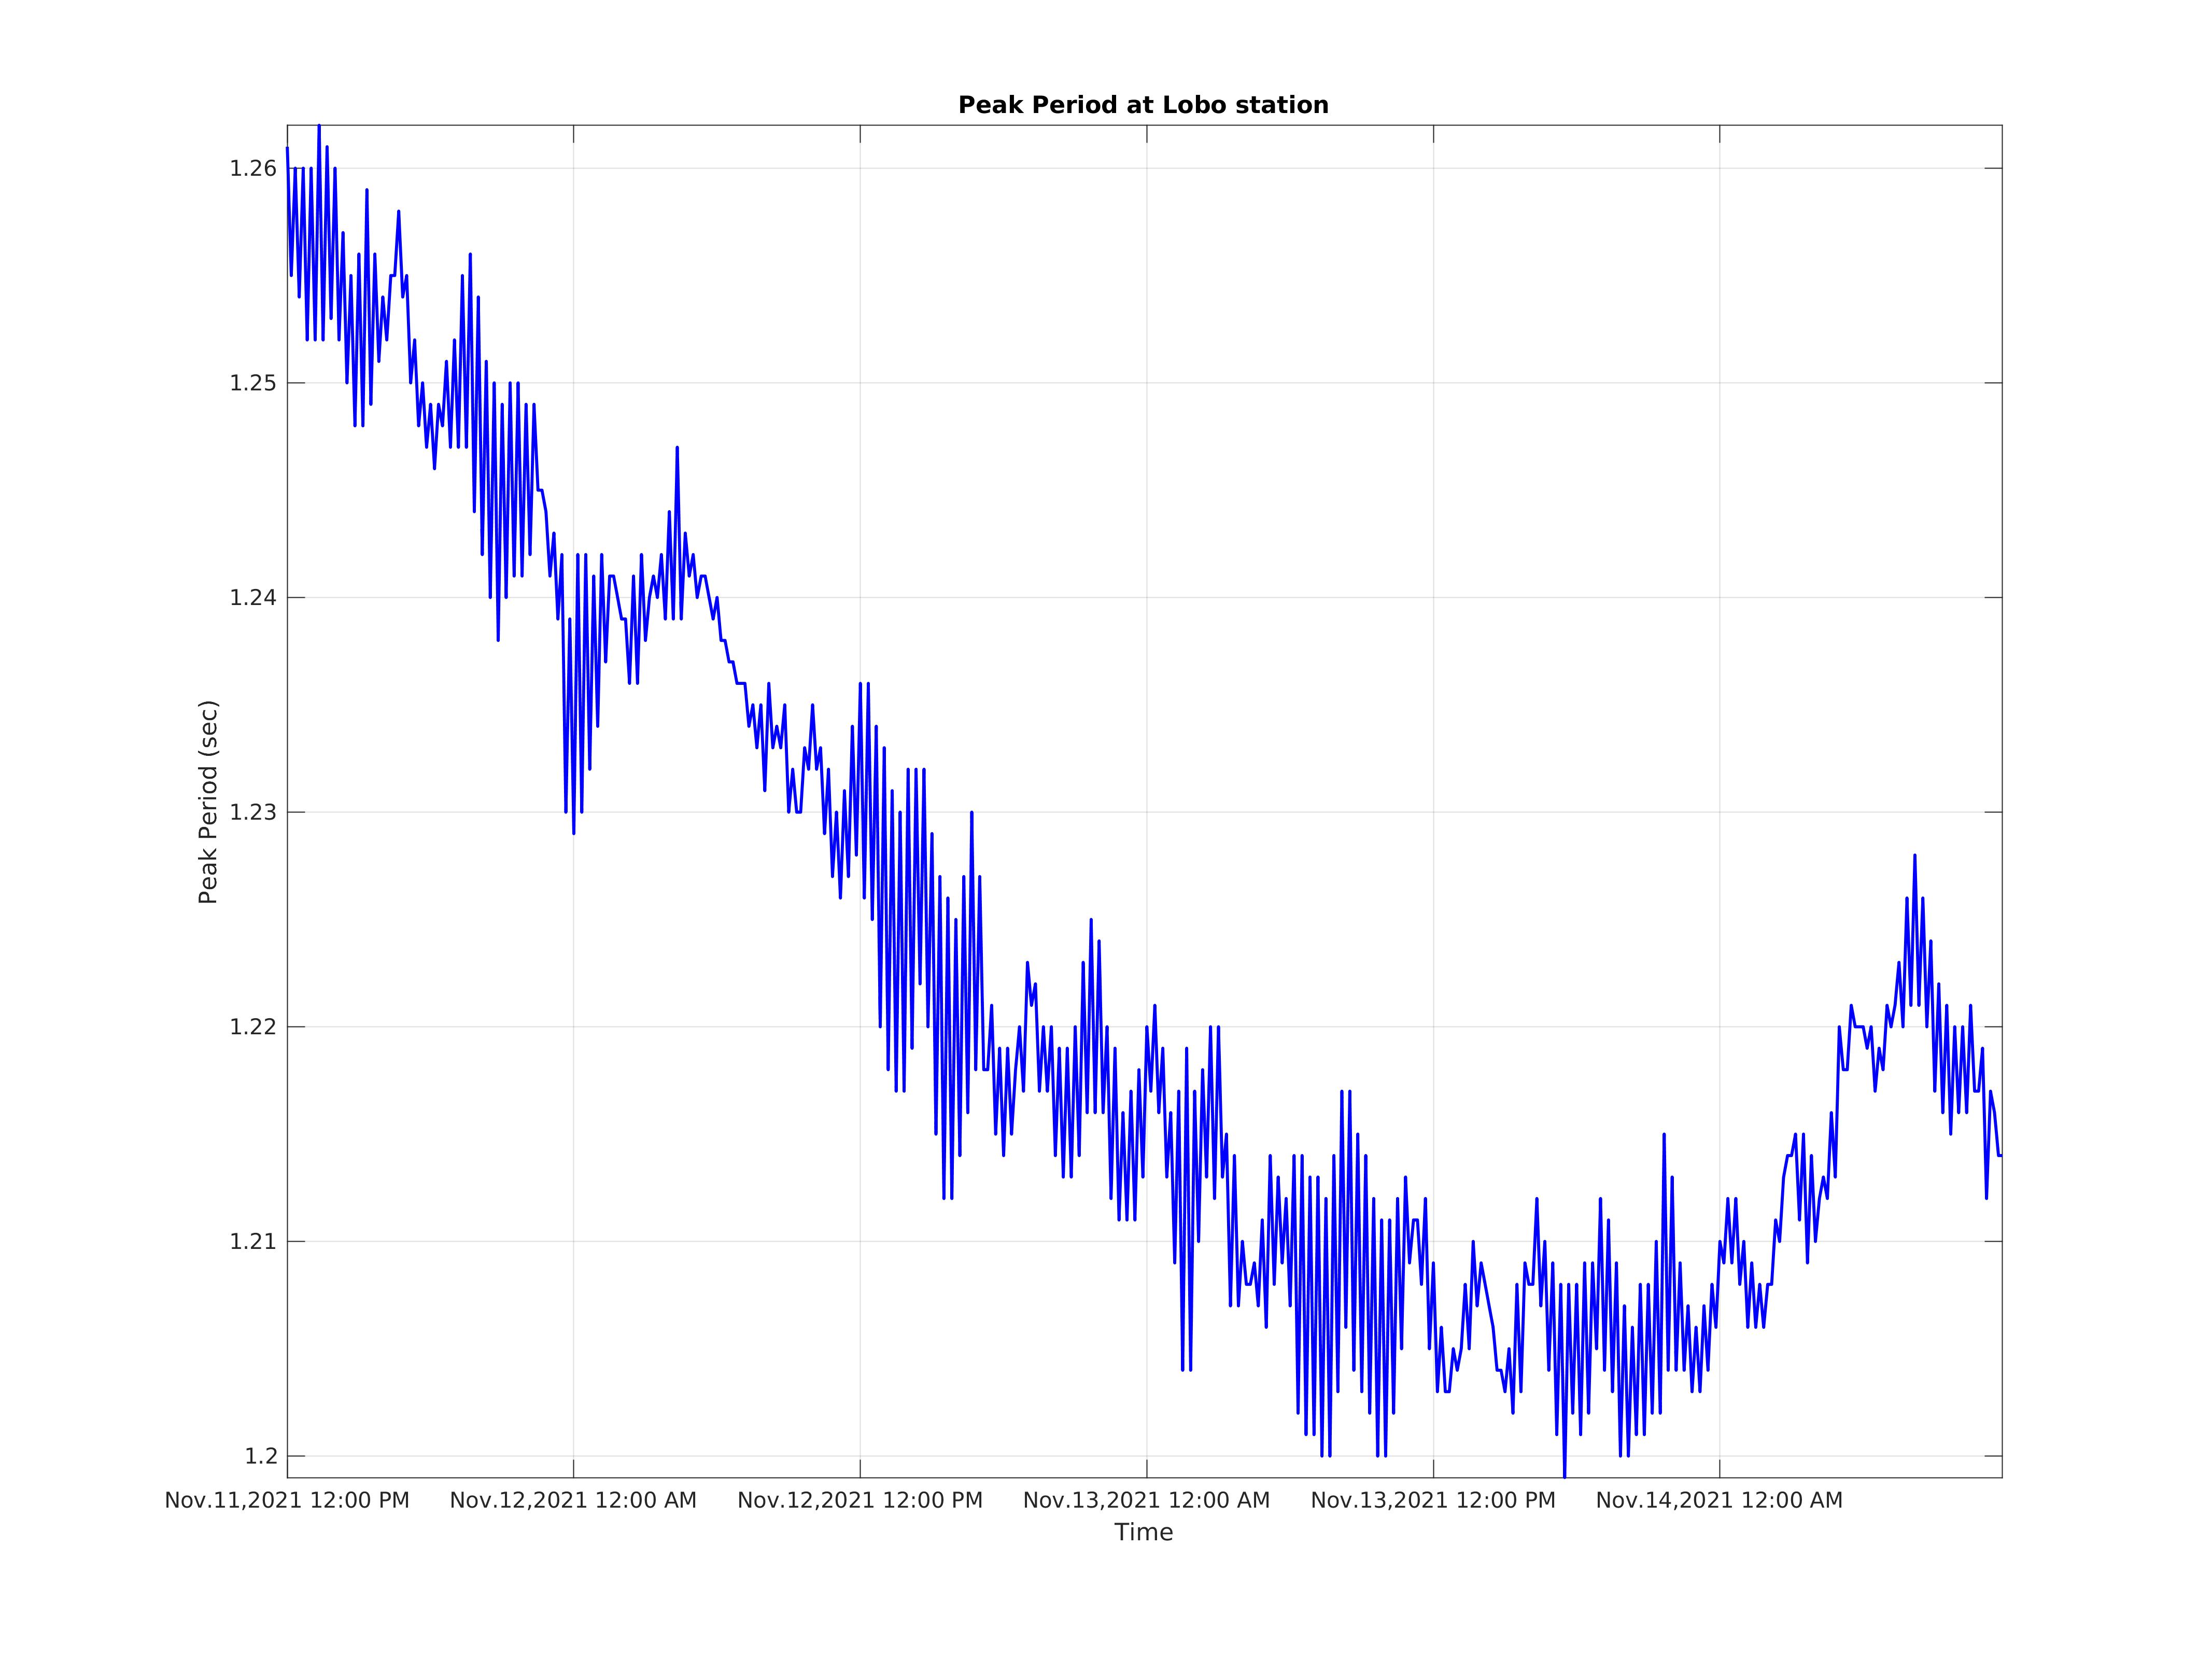 Peak Period at Lobo station
1.26
1.25
1.24
1.23
1.22
1.21
1.2
Peak Period (sec)
Nov.11,2021 12:00 PM Nov.12,2021 12:00 AM Nov.12,2021 12:00 PM Nov.13,2021 12:00 AM Nov.13,2021 12:00 PM Nov.14,2021 12:00 AM
Time